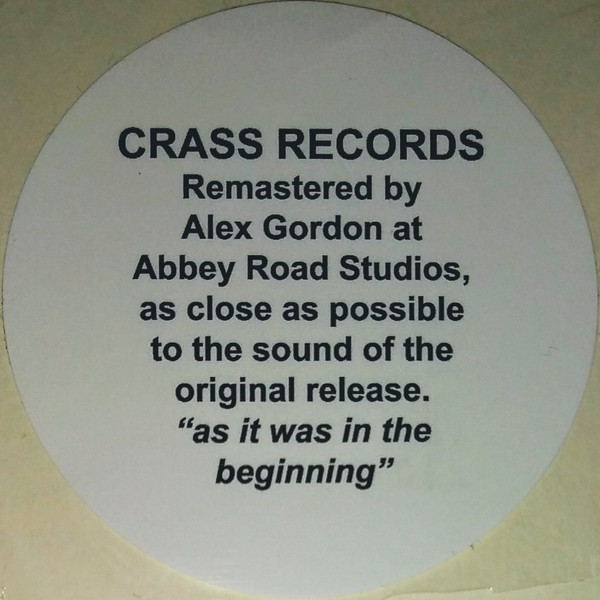 CRASS RECORDS
Remastered by
Alex Gordon at
Abbey Road Studios,
as close as possible
to the sound of the
original release.
“as it was in the
beginning”